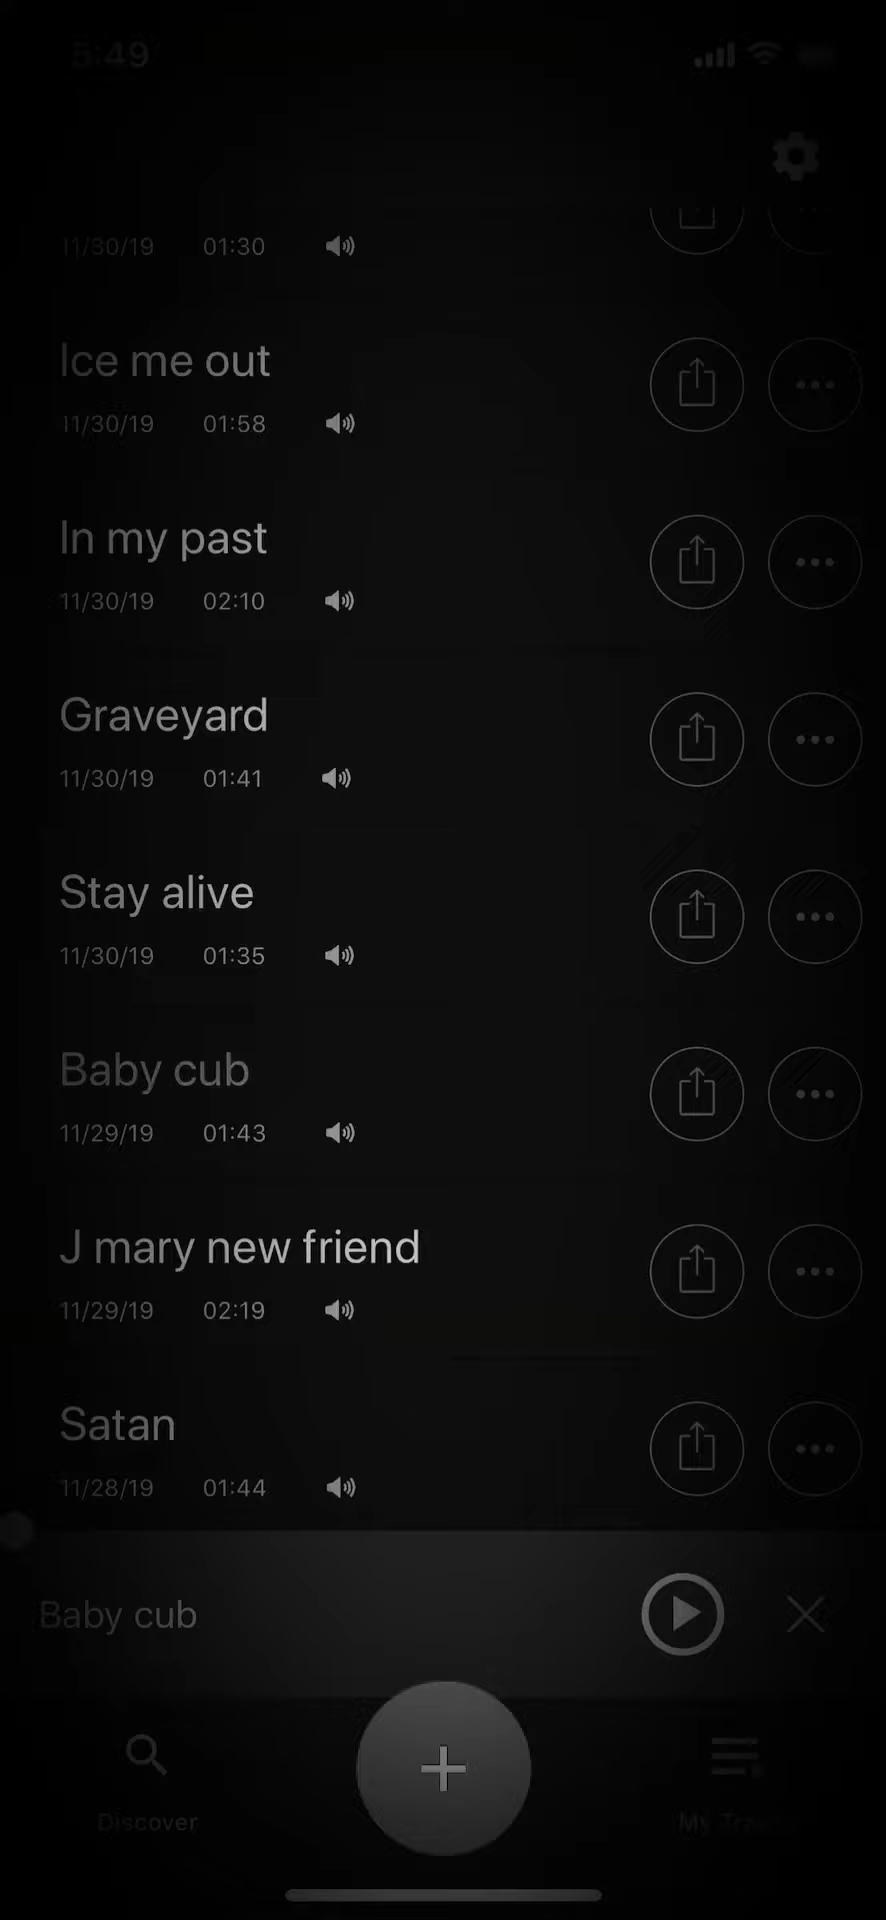 5:49
11/30/19 01:30
Ice me out
11/30/19 01:58
In my past
11/30/19 02:10
Graveyard
11/30/19 01:41
Stay alive
11/30/19 01:35
Baby cub
11/29/19 01:43
J mary new friend
11/29/19 02:19
Satan
11/28/19 01:44
Baby cub
Discover
My